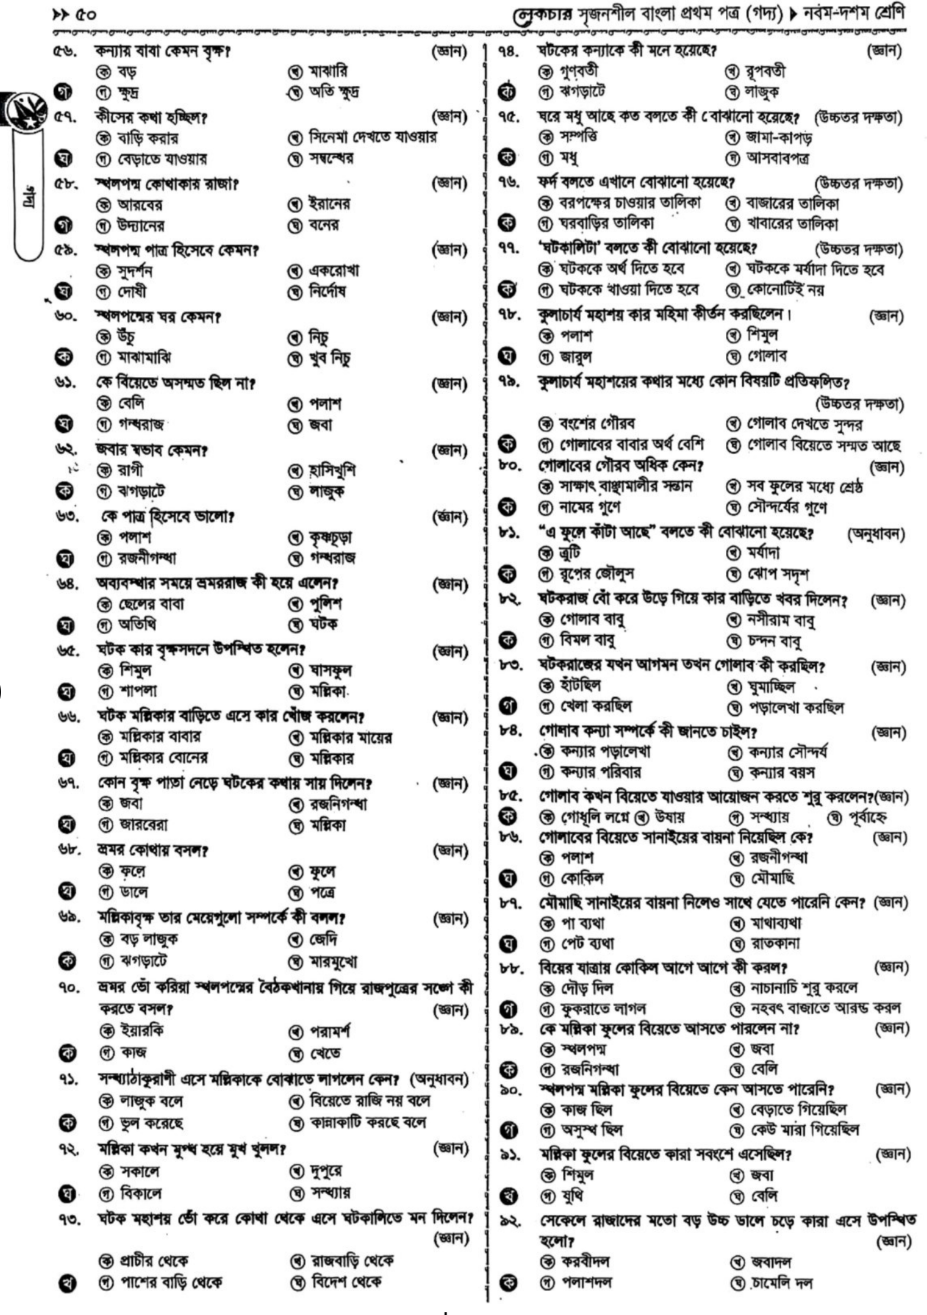 ▸▸ ৫০
লেকচার সৃজনশীল বাংলা প্রথম পত্র (গদ্য) ▶ নবম-দশম শ্রেণি
গদ্য
৫৬. কন্যার বাবা কেমন বৃক্ষ? (জ্ঞান)
ক বড় খ মাঝারি
গ গ ক্ষুদ্র ঘ অতি ক্ষুদ্র
৫৭. কীসের কথা হচ্ছিল? (জ্ঞান)
ক বাড়ি করার খ সিনেমা দেখতে যাওয়ার
ঘ গ বেড়াতে যাওয়ার ঘ সম্বন্ধের
৫৮. স্থলপদ্ম কোথাকার রাজা? (জ্ঞান)
ক আরবের খ ইরানের
গ গ উদ্যানের ঘ বনের
৫৯. স্থলপদ্ম পাত্র হিসেবে কেমন? (জ্ঞান)
ক সুদর্শন খ একরোখা
ঘ গ দোষী ঘ নির্দোষ
৬০. স্থলপদ্মের ঘর কেমন? (জ্ঞান)
ক উঁচু খ নিচু
ক গ মাঝামাঝি ঘ খুব নিচু
৬১. কে বিয়েতে অসম্মত ছিল না? (জ্ঞান)
ক বেলি খ পলাশ
ঘ গ গন্ধরাজ ঘ জবা
৬২. জবার স্বভাব কেমন? (জ্ঞান)
ক রাগী খ হাসিখুশি
ক গ ঝগড়াটে ঘ লাজুক
৬৩. কে পাত্র হিসেবে ভালো? (জ্ঞান)
ক পলাশ খ কৃষ্ণচূড়া
ঘ গ রজনীগন্ধা ঘ গন্ধরাজ
৬৪. অব্যবস্থার সময়ে ভ্রমররাজ কী হয়ে এলেন? (জ্ঞান)
ক ছেলের বাবা খ পুলিশ
ঘ গ অতিথি ঘ ঘটক
৬৫. ঘটক কার বৃক্ষসদনে উপস্থিত হলেন? (জ্ঞান)
ক শিমুল খ ঘাসফুল
ঘ গ শাপলা ঘ মল্লিকা
৬৬. ঘটক মল্লিকার বাড়িতে এসে কার খোঁজ করলেন? (জ্ঞান)
ক মল্লিকার বাবার খ মল্লিকার মায়ের
ঘ গ মল্লিকার বোনের ঘ মল্লিকার
৬৭. কোন বৃক্ষ পাতা নেড়ে ঘটকের কথায় সায় দিলেন? (জ্ঞান)
ক জবা খ রজনিগন্ধা
ঘ গ জারবেরা ঘ মল্লিকা
৬৮. ভ্রমর কোথায় বসল? (জ্ঞান)
ক ফুলে খ ফুলে
ঘ গ ডালে ঘ পত্রে
৬৯. মল্লিকাবৃক্ষ তার মেয়েগুলো সম্পর্কে কী বলল? (জ্ঞান)
ক বড় লাজুক খ জেদি
ক গ ঝগড়াটে ঘ মারমুখো
৭০. ভ্রমর ভোঁ করিয়া স্থলপদ্মের বৈঠকখানায় গিয়ে রাজপুত্রের সঙ্গে কী
করতে বসল? (জ্ঞান)
ক ইয়ারকি খ পরামর্শ
ক গ কাজ ঘ খেতে
৭১. সন্ধ্যাঠাকুরাণী এসে মল্লিকাকে বোঝাতে লাগলেন কেন? (অনুধাবন)
ক লাজুক বলে খ বিয়েতে রাজি নয় বলে
ক গ ভুল করেছে ঘ কান্নাকাটি করছে বলে
৭২. মল্লিকা কখন মুগ্ধ হয়ে মুখ খুলল? (জ্ঞান)
ক সকালে খ দুপুরে
ঘ গ বিকালে ঘ সন্ধ্যায়
৭৩. ঘটক মহাশয় ভোঁ করে কোথা থেকে এসে ঘটকালিতে মন দিলেন?
(জ্ঞান)
ক প্রাচীর থেকে খ রাজবাড়ি থেকে
খ গ পাশের বাড়ি থেকে ঘ বিদেশ থেকে
৭৪. ঘটকের কন্যাকে কী মনে হয়েছে? (জ্ঞান)
ক গুণবতী খ রূপবতী
ক গ ঝগড়াটে ঘ লাজুক
৭৫. ঘরে মধু আছে কত বলতে কী বোঝানো হয়েছে? (উচ্চতর দক্ষতা)
ক সম্পত্তি খ জামা-কাপড়
ক গ মধু ঘ আসবাবপত্র
৭৬. ফর্দ বলতে এখানে বোঝানো হয়েছে? (উচ্চতর দক্ষতা)
ক বরপক্ষের চাওয়ার তালিকা খ বাজারের তালিকা
ক গ ঘরবাড়ির তালিকা ঘ খাবারের তালিকা
৭৭. ‘ঘটকালিটা’ বলতে কী বোঝানো হয়েছে? (উচ্চতর দক্ষতা)
ক ঘটককে অর্থ দিতে হবে খ ঘটককে মর্যাদা দিতে হবে
ক গ ঘটককে খাওয়া দিতে হবে ঘ কোনোটিই নয়
৭৮. কুলাচার্য মহাশয় কার মহিমা কীর্তন করছিলেন। (জ্ঞান)
ক পলাশ খ শিমুল
ঘ গ জারুল ঘ গোলাব
৭৯. কুলাচার্য মহাশয়ের কথার মধ্যে কোন বিষয়টি প্রতিফলিত?
(উচ্চতর দক্ষতা)
ক বংশের গৌরব খ গোলাব দেখতে সুন্দর
ক গ গোলাবের বাবার অর্থ বেশি ঘ গোলাব বিয়েতে সম্মত আছে
৮০. গোলাবের গৌরব অধিক কেন? (জ্ঞান)
ক সাক্ষাৎ বাঞ্ছামালীর সন্তান খ সব ফুলের মধ্যে শ্রেষ্ঠ
ক গ নামের গুণে ঘ সৌন্দর্যের গুণে
৮১. “এ ফুলে কাঁটা আছে” বলতে কী বোঝানো হয়েছে? (অনুধাবন)
ক ত্রুটি খ মর্যাদা
ক গ রূপের জৌলুস ঘ ঝোপ সদৃশ
৮২. ঘটকরাজ বোঁ করে উড়ে গিয়ে কার বাড়িতে খবর দিলেন? (জ্ঞান)
ক গোলাব বাবু খ নসীরাম বাবু
ক গ বিমল বাবু ঘ চন্দন বাবু
৮৩. ঘটকরাজের যখন আগমন তখন গোলাব কী করছিল? (জ্ঞান)
ক হাঁটছিল খ ঘুমাচ্ছিল
গ গ খেলা করছিল ঘ পড়ালেখা করছিল
৮৪. গোলাব কন্যা সম্পর্কে কী জানতে চাইল? (জ্ঞান)
ক কন্যার পড়ালেখা খ কন্যার সৌন্দর্য
ঘ গ কন্যার পরিবার ঘ কন্যার বয়স
৮৫. গোলাব কখন বিয়েতে যাওয়ার আয়োজন করতে শুরু করলেন? (জ্ঞান)
ক ক গোধূলি লগ্নে খ উষায় গ সন্ধ্যায় ঘ পূর্বাহ্নে
৮৬. গোলাবের বিয়েতে সানাইয়ের বায়না নিয়েছিল কে? (জ্ঞান)
ক পলাশ খ রজনীগন্ধা
ঘ গ কোকিল ঘ মৌমাছি
৮৭. মৌমাছি সানাইয়ের বায়না নিলেও সাথে যেতে পারেনি কেন? (জ্ঞান)
ক পা ব্যথা খ মাথাব্যথা
ঘ গ পেট ব্যথা ঘ রাতকানা
৮৮. বিয়ের যাত্রায় কোকিল আগে আগে কী করল? (জ্ঞান)
ক দৌড় দিল খ নাচানাচি শুরু করলে
গ গ ফুকরাতে লাগল ঘ নহবৎ বাজাতে আরম্ভ করল
৮৯. কে মল্লিকা ফুলের বিয়েতে আসতে পারলেন না? (জ্ঞান)
ক স্থলপদ্ম খ জবা
ক গ রজনিগন্ধা ঘ বেলি
৯০. স্থলপদ্ম মল্লিকা ফুলের বিয়েতে কেন আসতে পারেনি? (জ্ঞান)
ক কাজ ছিল খ বেড়াতে গিয়েছিল
গ গ অসুস্থ ছিল ঘ কেউ মারা গিয়েছিল
৯১. মল্লিকা ফুলের বিয়েতে কারা সবংশে এসেছিল? (জ্ঞান)
ক শিমুল খ জবা
খ গ যুথি ঘ বেলি
৯২. সেকেলে রাজাদের মতো বড় উচ্চ ডালে চড়ে কারা এসে উপস্থিত
হলো? (জ্ঞান)
ক করবীদল খ জবাদল
ক গ পলাশদল ঘ চামেলি দল